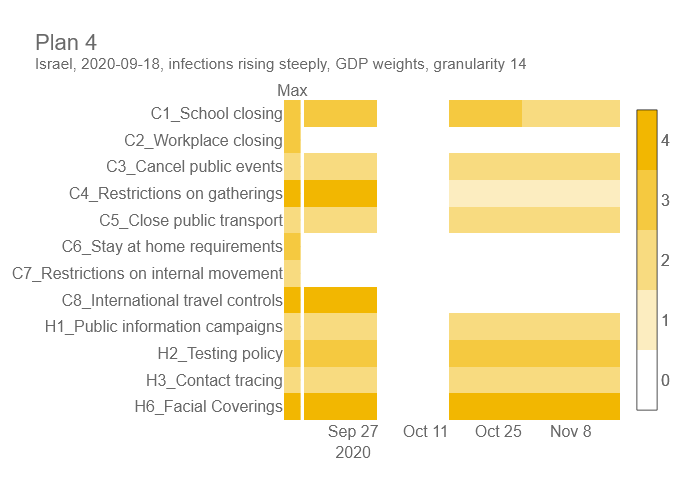 Plan 4
Israel, 2020-09-18, infections rising steeply, GDP weights, granularity 14
Max
C1_School closing
C2_Workplace closing
C3_Cancel public events
C4_Restrictions on gatherings
C5_Close public transport
C6_Stay at home requirements
C7_Restrictions on internal movement
C8_International travel controls
H1_Public information campaigns
H2_Testing policy
H3_Contact tracing
H6_Facial Coverings
Sep 27 Oct 11 Oct 25 Nov 8
2020
4
3
2
1
0